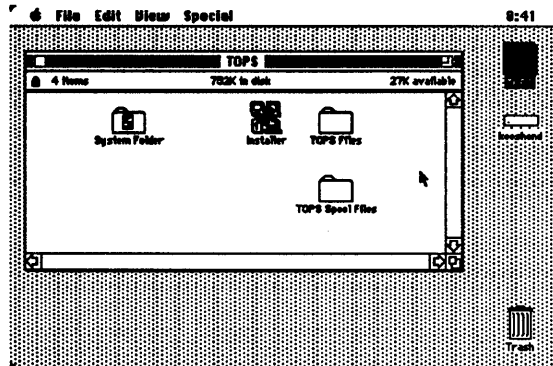 File Edit View Special 8:41
TOPS
4 items 752K in disk 27K available
System Folder Installer TOPS Files
TOPS Spool Files
Trash